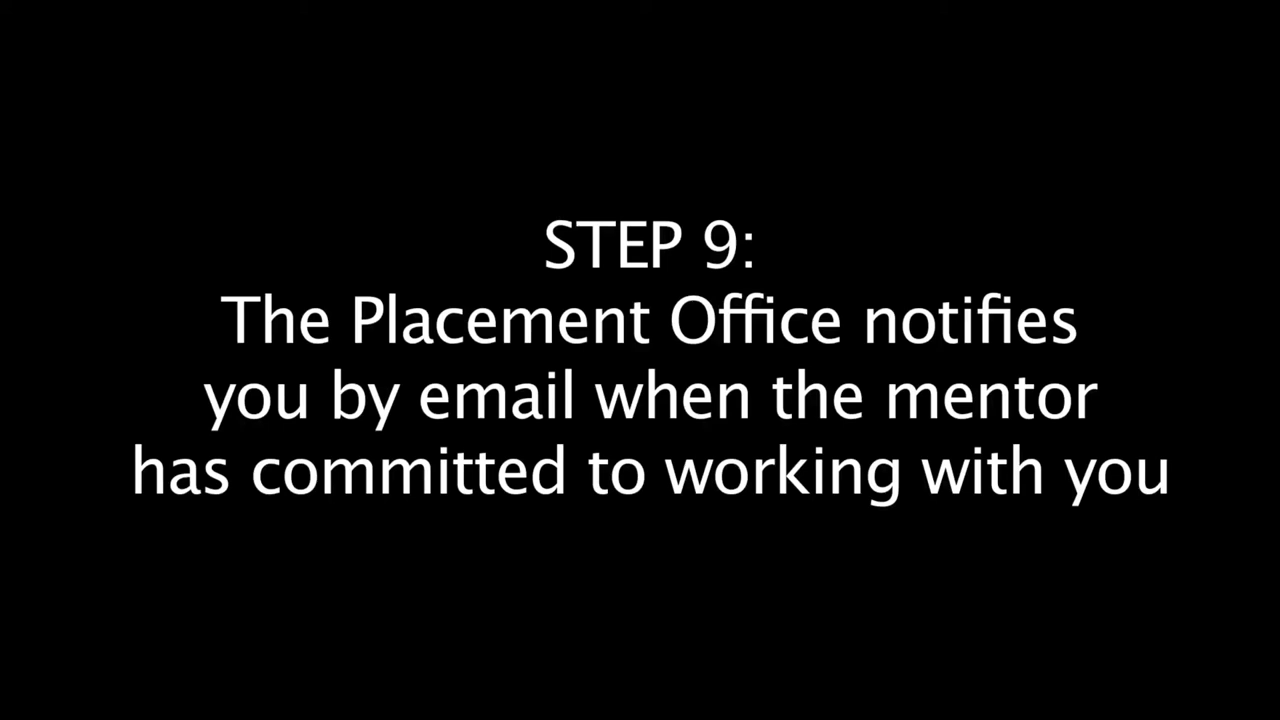 STEP 9:
The Placement Office notifies
you by email when the mentor
has committed to working with you